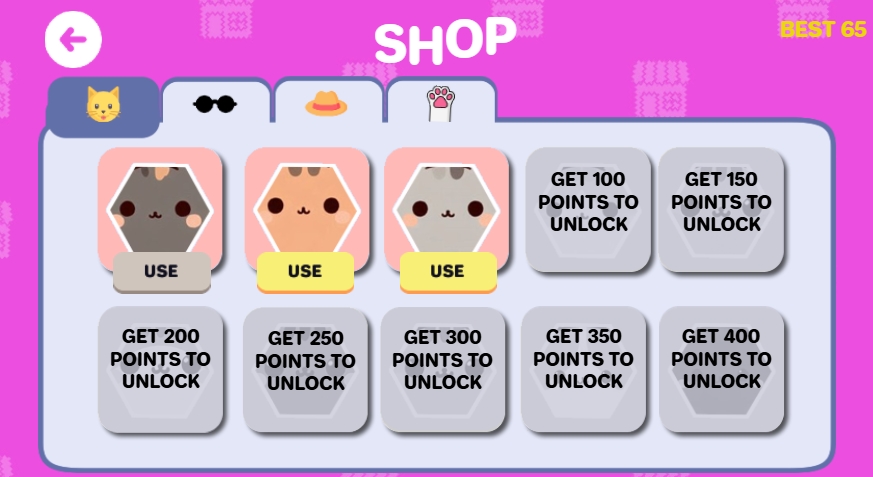 SHOP
BEST 65
USE
USE
USE
GET 100
POINTS TO
UNLOCK
GET 150
POINTS TO
UNLOCK
GET 200
POINTS TO
UNLOCK
GET 250
POINTS TO
UNLOCK
GET 300
POINTS TO
UNLOCK
GET 350
POINTS TO
UNLOCK
GET 400
POINTS TO
UNLOCK